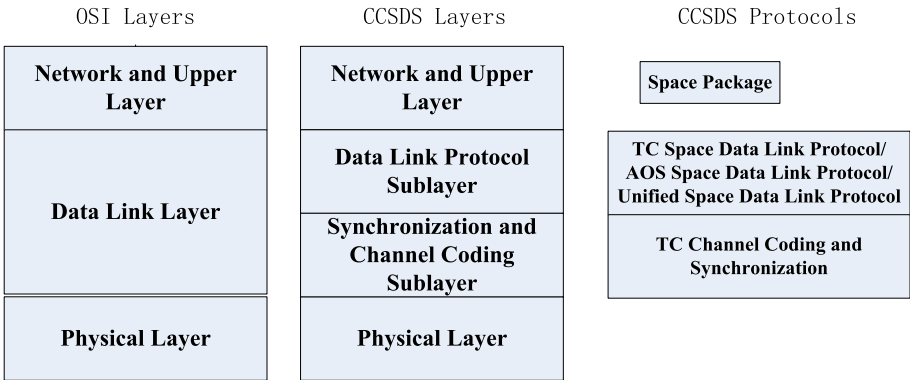 OSI Layers
CCSDS Layers
CCSDS Protocols
Network and Upper
Layer
Data Link Layer
Physical Layer
Network and Upper
Layer
Data Link Protocol
Sublayer
Synchronization and
Channel Coding
Sublayer
Physical Layer
Space Package
TC Space Data Link Protocol/
AOS Space Data Link Protocol/
Unified Space Data Link Protocol
TC Channel Coding and
Synchronization